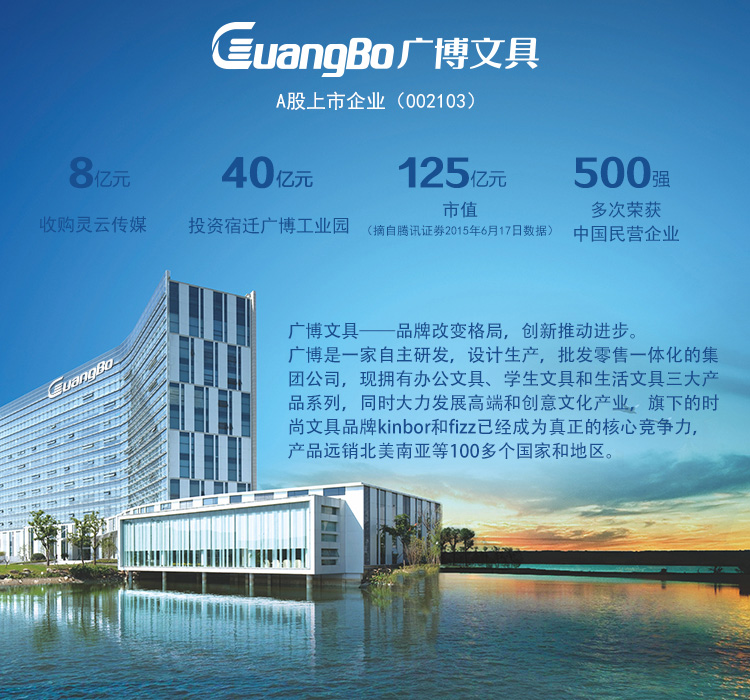 GuangBo广博文具
A股上市企业（002103）
8亿元
收购灵云传媒
40亿元
投资宿迁广博工业园
125亿元
市值
（摘自腾讯证券2015年6月17日数据）
500强
多次荣获
中国民营企业
GuangBo
广博文具——品牌改变格局，创新推动进步。
广博是一家自主研发，设计生产，批发零售一体化的集
团公司，现拥有办公文具、学生文具和生活文具三大产
品系列，同时大力发展高端和创意文化产业。旗下的时
尚文具品牌kinbor和fizz已经成为真正的核心竞争力，
产品远销北美南亚等100多个国家和地区。